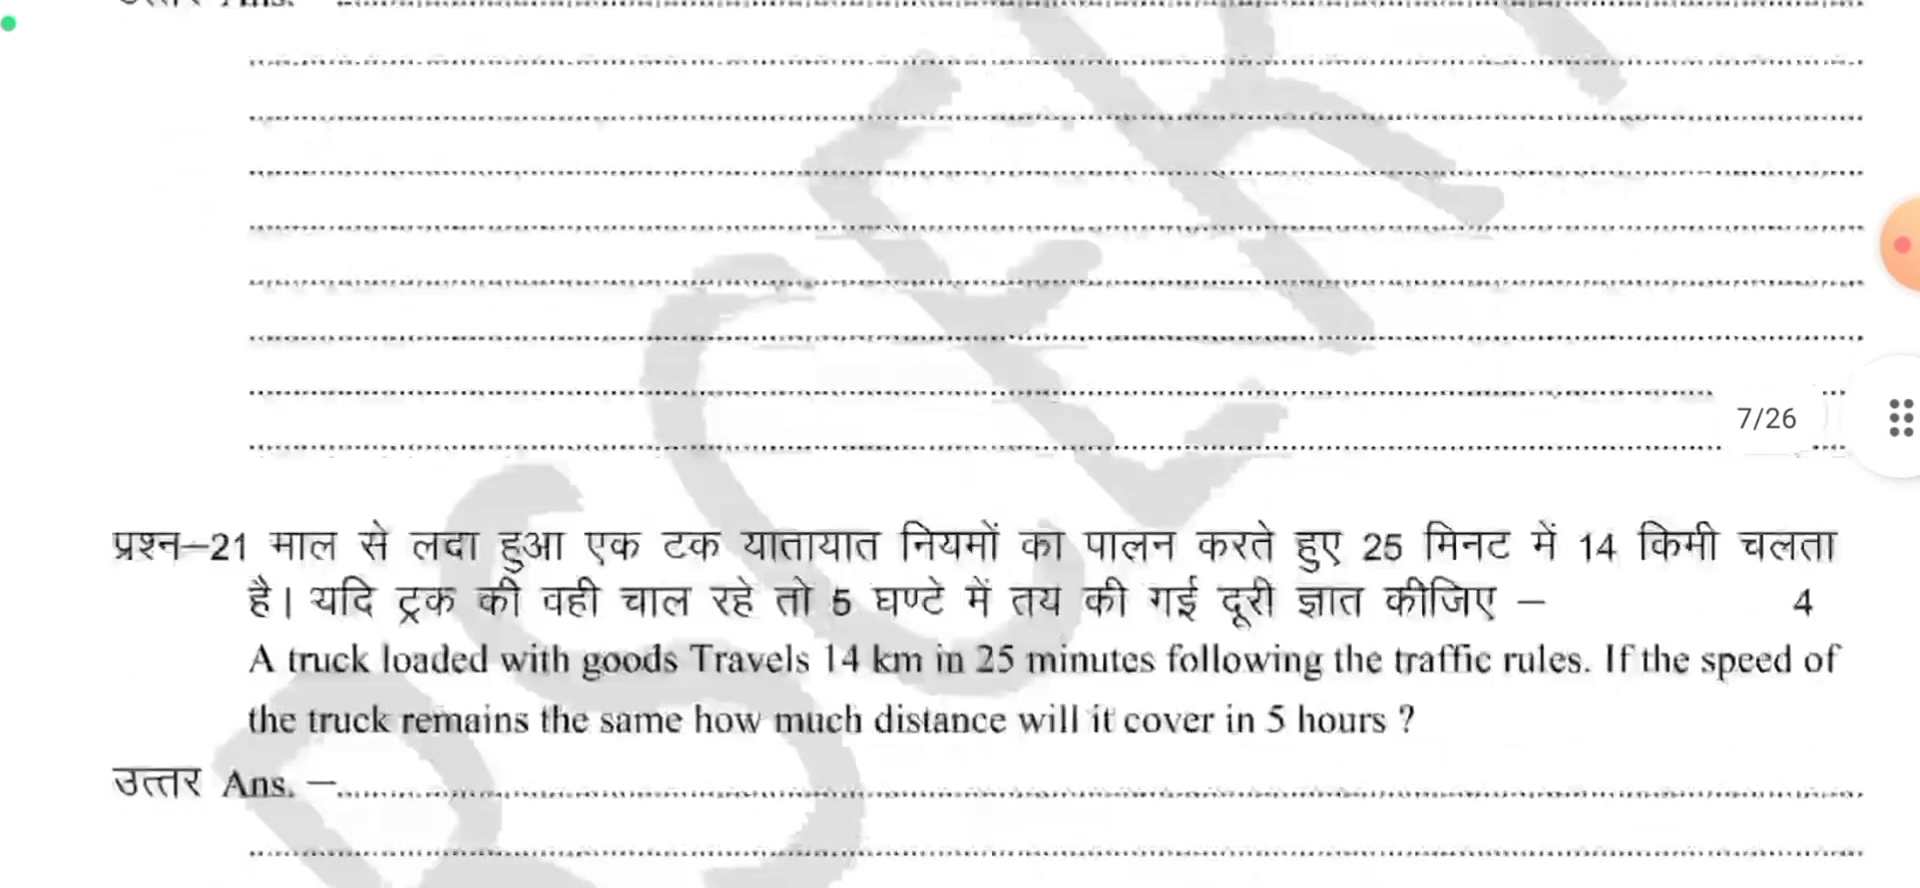 7/26
प्रश्न–21 माल से लदा हुआ एक टक यातायात नियमों का पालन करते हुए 25 मिनट में 14 किमी चलता
है। यदि ट्रक की वही चाल रहे तो 5 घण्टे में तय की गई दूरी ज्ञात कीजिए – 4
A truck loaded with goods Travels 14 km in 25 minutes following the traffic rules. If the speed of
the truck remains the same how much distance will it cover in 5 hours ?
उत्तर Ans. –